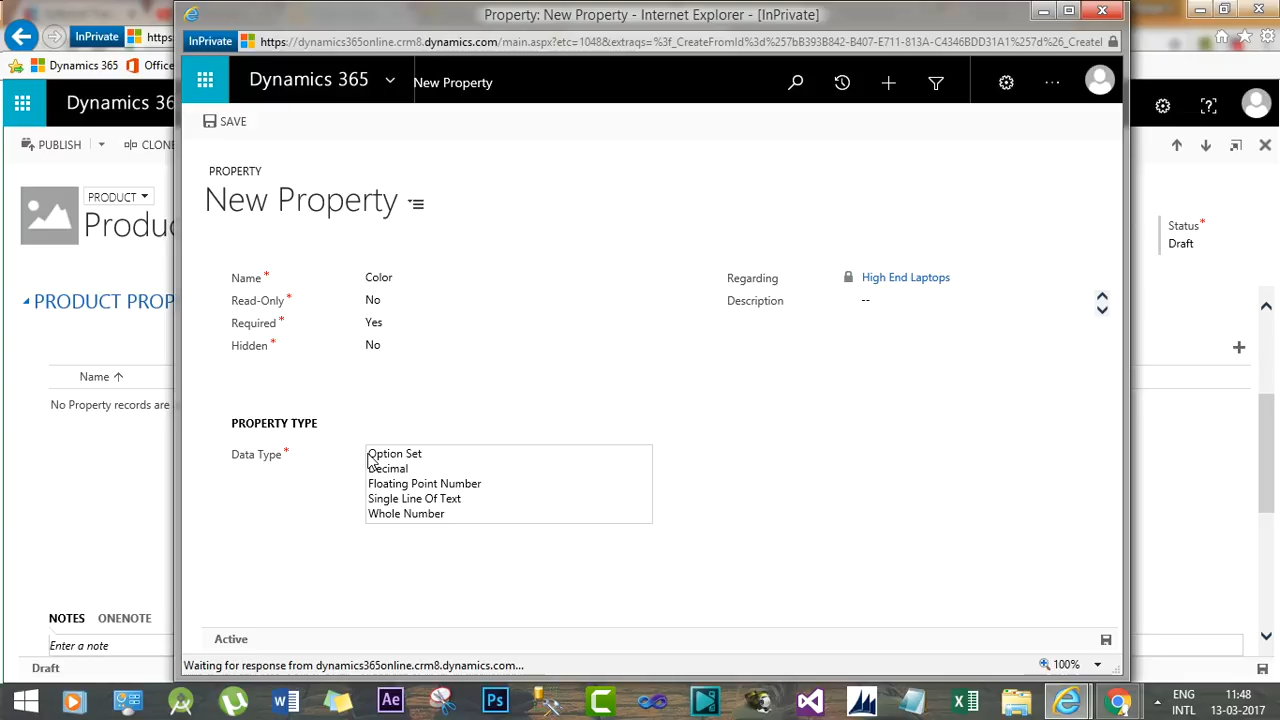 Property: New Property - Internet Explorer - [InPrivate]
InPrivate
https://dynamics365online.crm8.dynamics.com/main.aspx?etc=1048&extraqs=%3f_CreateFromId%3d%257bB393B842-B407-E711-813A-C4346BDD31A1%257d%26_CreateI
InPrivate
https
Dynamics 365
Office
Dynamics 36
Dynamics 365
New Property
PUBLISH
CLONE
SAVE
PRODUCT
Produ
Status*
Draft
PROPERTY
New Property
Name*
Color
Regarding
High End Laptops
Read-Only*
No
Description
--
Required*
Yes
Hidden*
No
PRODUCT PROP
Name
No Property records are
PROPERTY TYPE
Data Type*
Option Set
Decimal
Floating Point Number
Single Line Of Text
Whole Number
NOTES
ONENOTE
Enter a note
Draft
Active
Waiting for response from dynamics365online.crm8.dynamics.com...
100%
ENG
INTL
11:48
13-03-2017